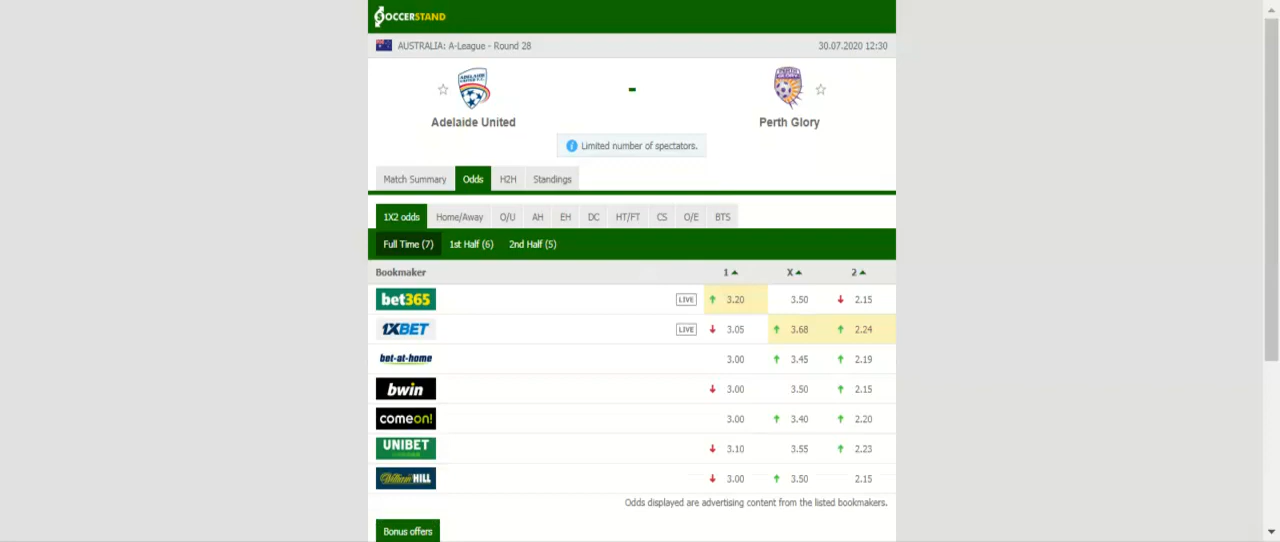 SOCCERSTAND
AUSTRALIA: A-League - Round 28 30.07.2020 12:30
-
Adelaide United Perth Glory
Limited number of spectators.
Match Summary Odds H2H Standings
1X2 odds Home/Away O/U AH EH DC HT/FT CS O/E BTS
Full Time (7) 1st Half (6) 2nd Half (5)
Bookmaker 1 X 2
bet365 LIVE 3.20 3.50 2.15
1XBET LIVE 3.05 3.68 2.24
bet-at-home 3.00 3.45 2.19
bwin 3.00 3.50 2.15
comeon! 3.00 3.40 2.20
UNIBET 3.10 3.55 2.23
William HILL 3.00 3.50 2.15
Odds displayed are advertising content from the listed bookmakers.
Bonus offers